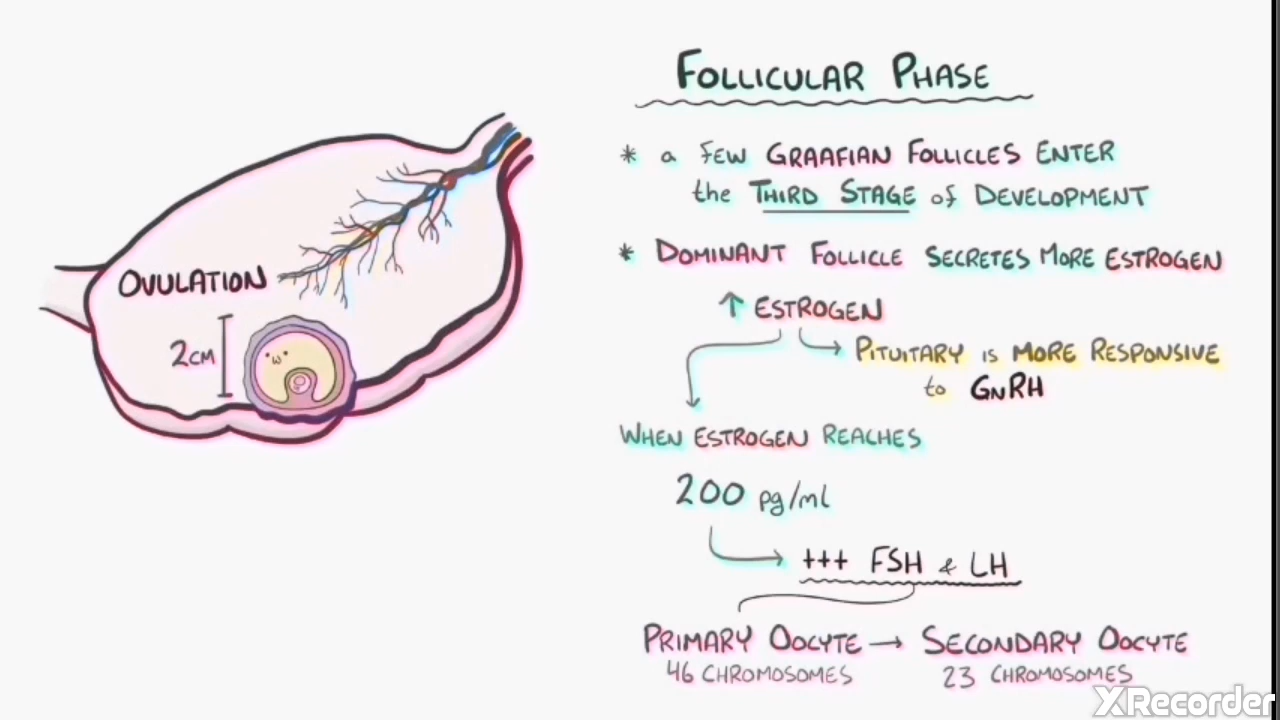 FOLLICULAR PHASE
* a FEW GRAAFIAN FOLLICLES ENTER
the THIRD STAGE of DEVELOPMENT
* DOMINANT FOLLICLE SECRETES MORE ESTROGEN
↑ ESTROGEN
PITUITARY IS MORE RESPONSIVE
to GnRH
WHEN ESTROGEN REACHES
200 pg/ml
+++ FSH & LH
PRIMARY OOCYTE → SECONDARY OOCYTE
46 CHROMOSOMES 23 CHROMOSOMES
OVULATION
2CM
XRecorder